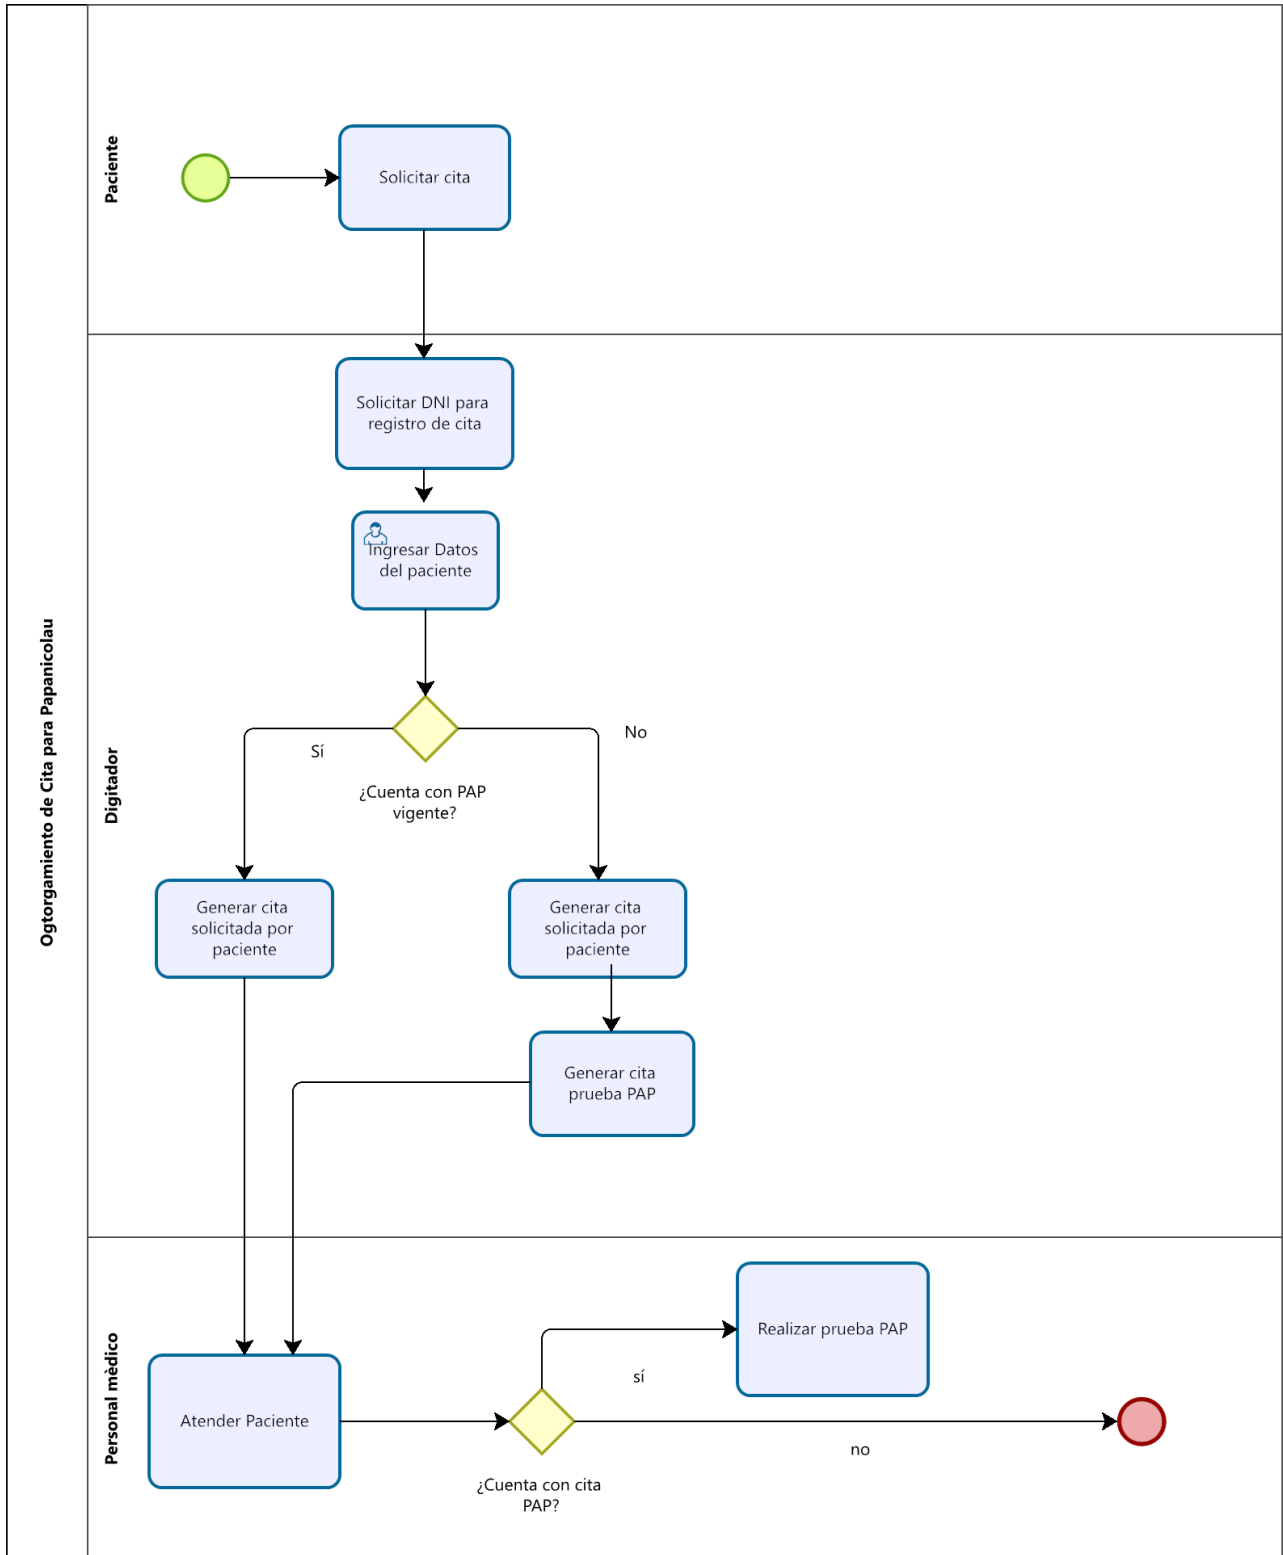 Ogtorgamiento de Cita para Papanicolau
Paciente
Solicitar cita
Digitador
Solicitar DNI para
registro de cita
Ingresar Datos
del paciente
Sí
No
¿Cuenta con PAP
vigente?
Generar cita
solicitada por
paciente
Generar cita
solicitada por
paciente
Generar cita
prueba PAP
Personal mèdico
Realizar prueba PAP
sí
Atender Paciente
no
¿Cuenta con cita
PAP?